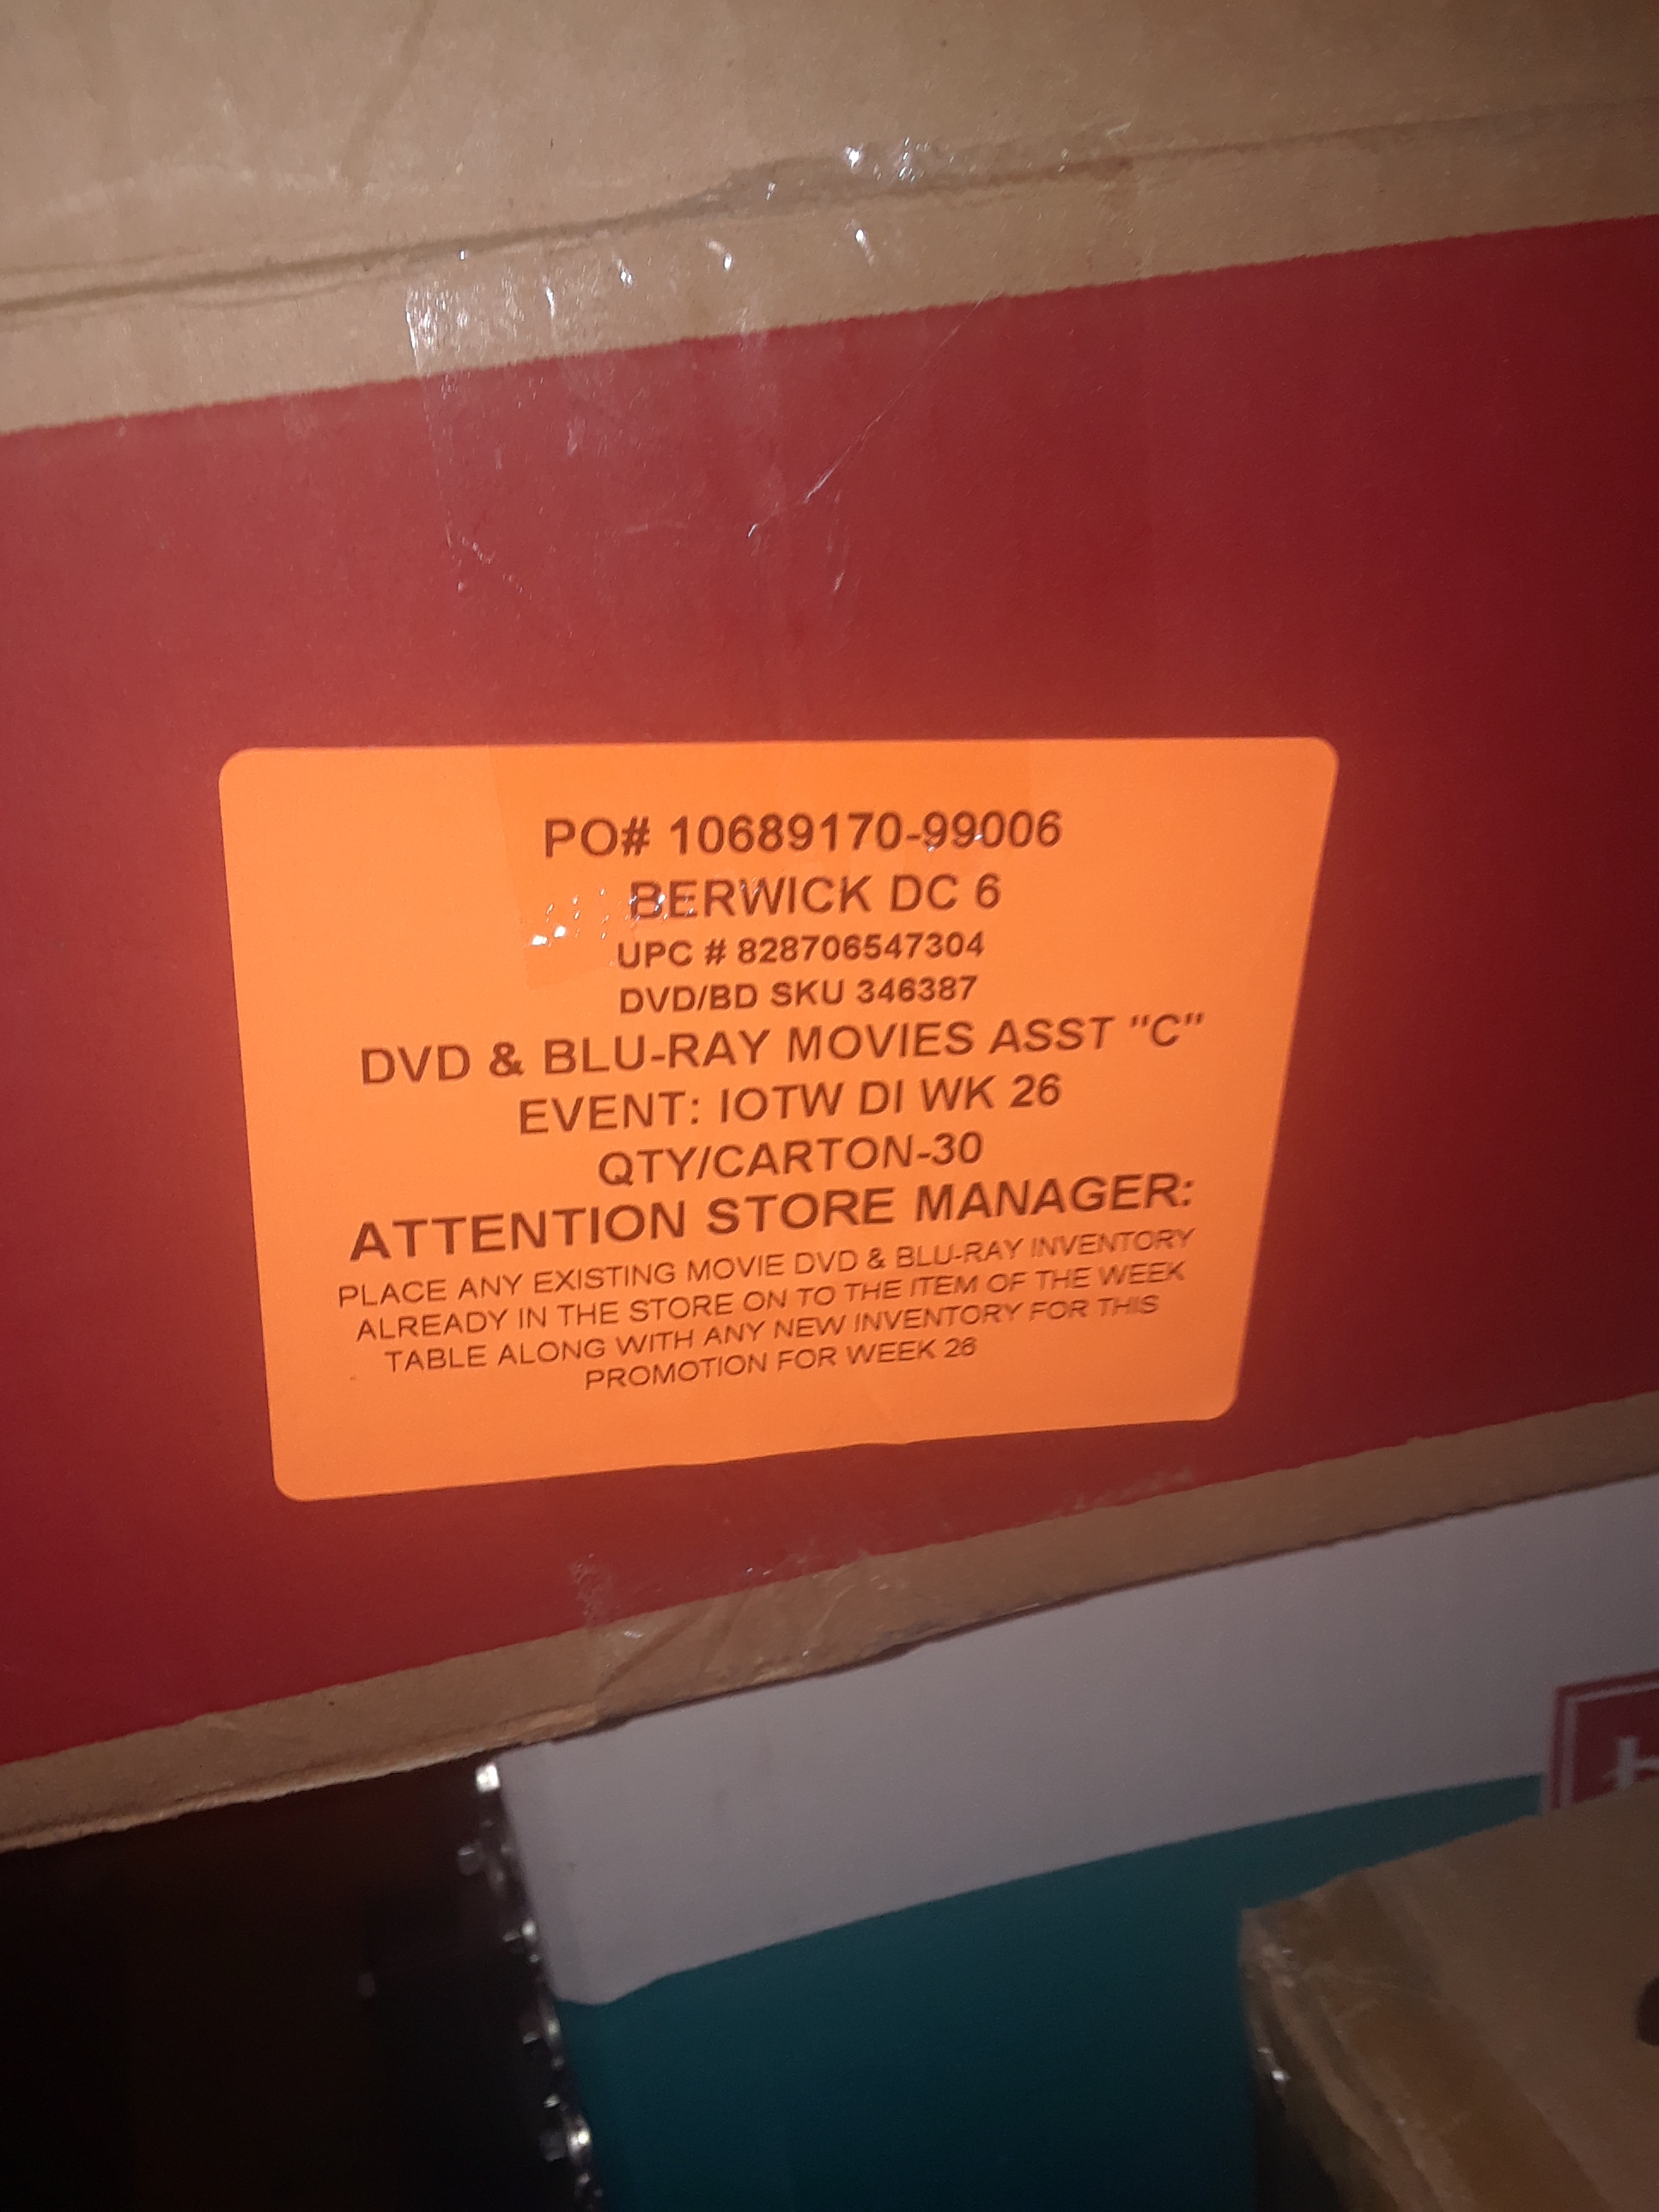 PO# 10689170-99006
BERWICK DC 6
UPC # 828706547304
DVD/BD SKU 346387
DVD & BLU-RAY MOVIES ASST "C"
EVENT: IOTW DI WK 26
QTY/CARTON-30
ATTENTION STORE MANAGER:
PLACE ANY EXISTING MOVIE DVD & BLU-RAY INVENTORY
ALREADY IN THE STORE ON TO THE ITEM OF THE WEEK
TABLE ALONG WITH ANY NEW INVENTORY FOR THIS
PROMOTION FOR WEEK 26